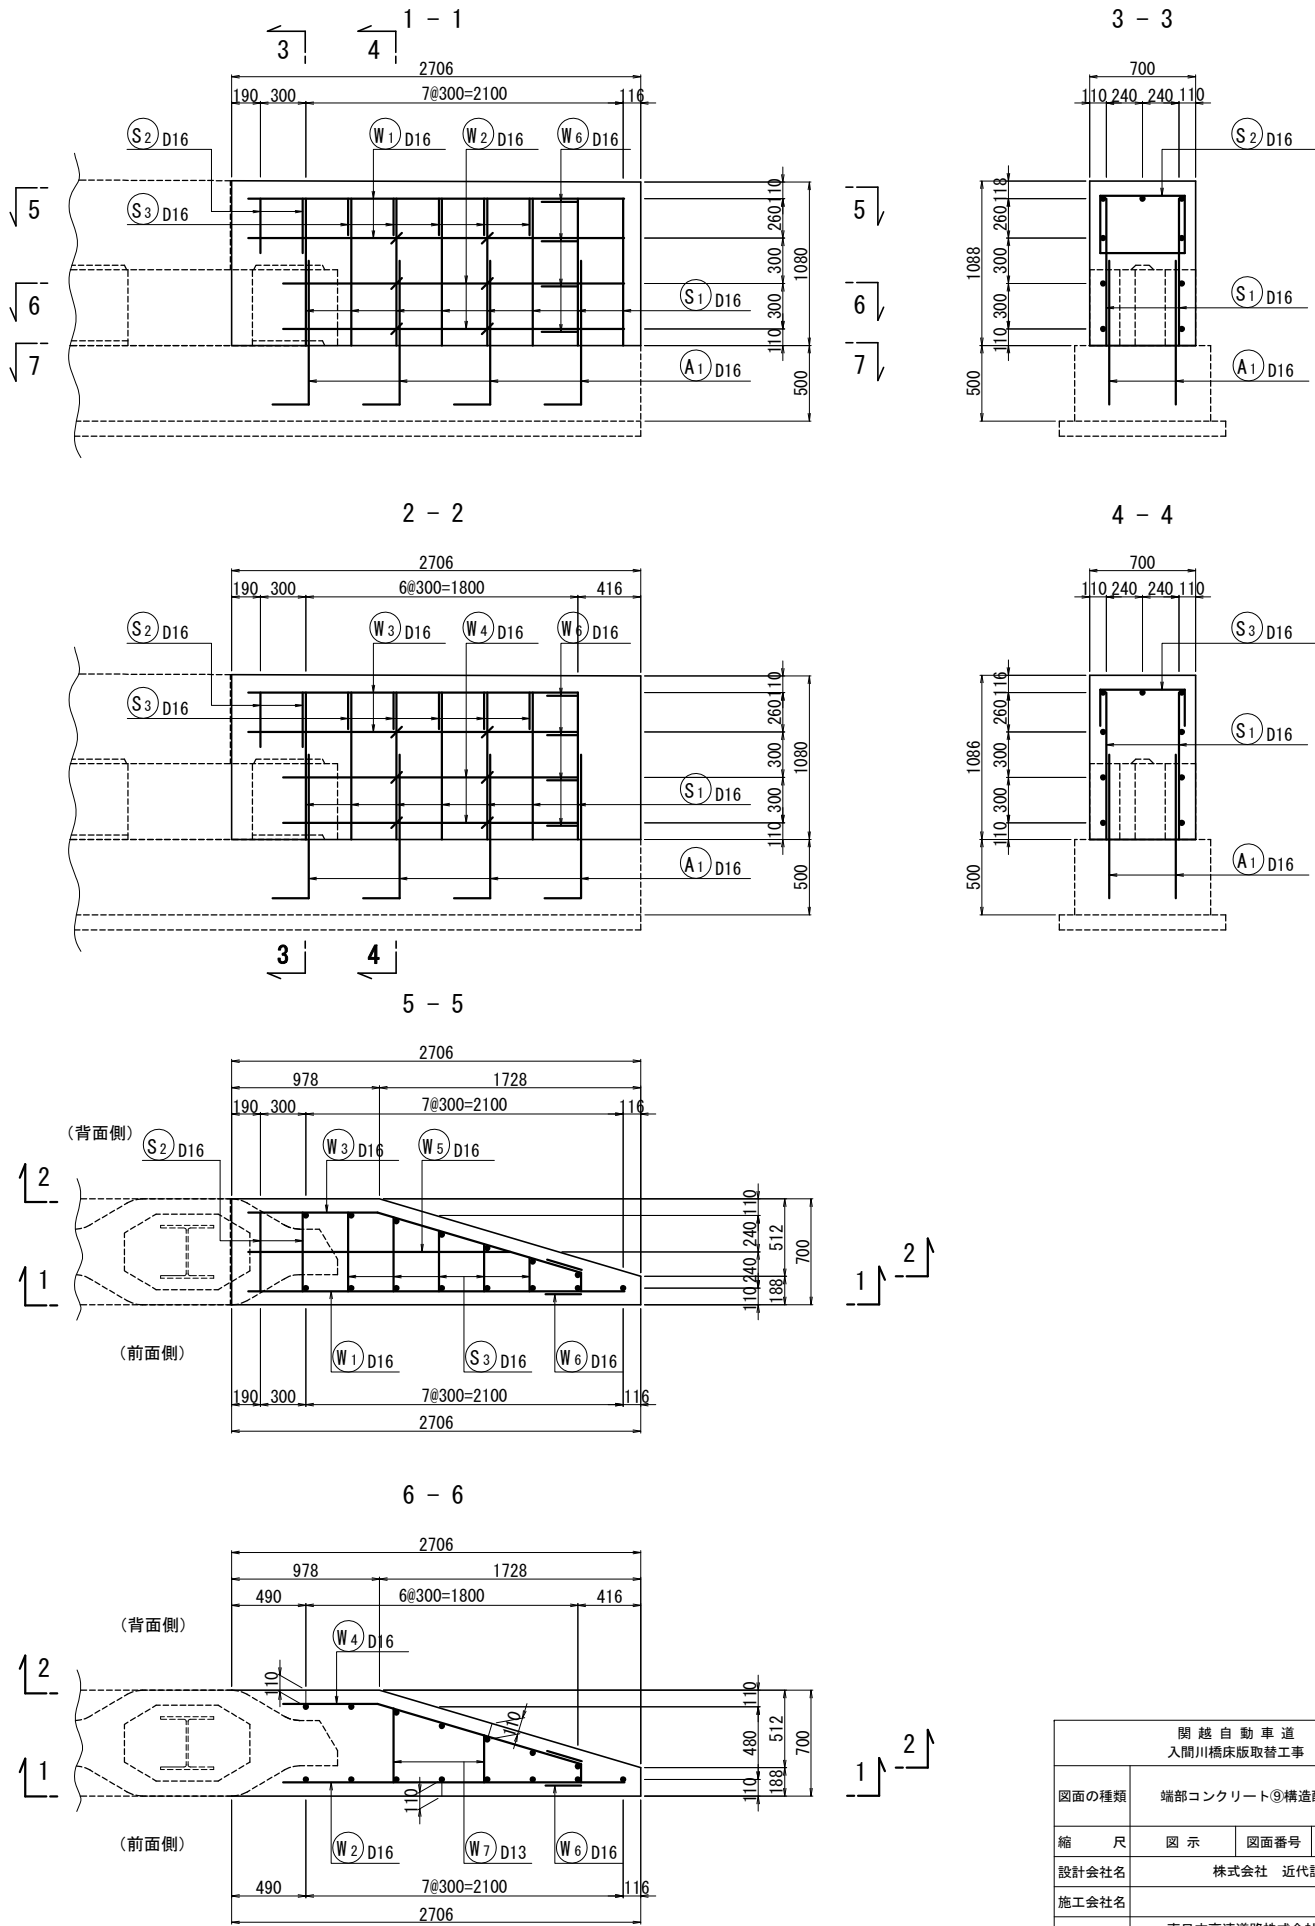 1 - 1
3
4
2706
190 300 7@300=2100 116
S2 D16
W1 D16
W2 D16
W6 D16
S3 D16
5
5
6
6
7
7
110
260
300
300
110
1080
500
S1 D16
A1 D16
3 - 3
700
110 240 240 110
S2 D16
118
260
300
300
110
1088
500
S1 D16
A1 D16
2 - 2
2706
190 300 6@300=1800 416
S2 D16
W3 D16
W4 D16
W6 D16
S3 D16
110
260
300
300
110
1080
500
S1 D16
A1 D16
3
4
4 - 4
700
110 240 240 110
S3 D16
116
260
300
300
110
1086
500
S1 D16
A1 D16
5 - 5
2706
978 1728
190 300 7@300=2100 116
(背面側)
S2 D16
W3 D16
W5 D16
2
2
1
1
110
240
240
110
512
188
700
(前面側)
W1 D16
S3 D16
W6 D16
190 300 7@300=2100 116
2706
6 - 6
2706
978 1728
490 6@300=1800 416
(背面側)
W4 D16
2
2
1
1
110
110
110
110
480
110
512
188
700
(前面側)
W2 D16
W7 D13
W6 D16
490 7@300=2100 116
2706
関越自動車道
入間川橋床版取替工事
図面の種類 端部コンクリート⑨構造
縮 尺 図 示 図面番号
設計会社名 株式会社 近代
施工会社名